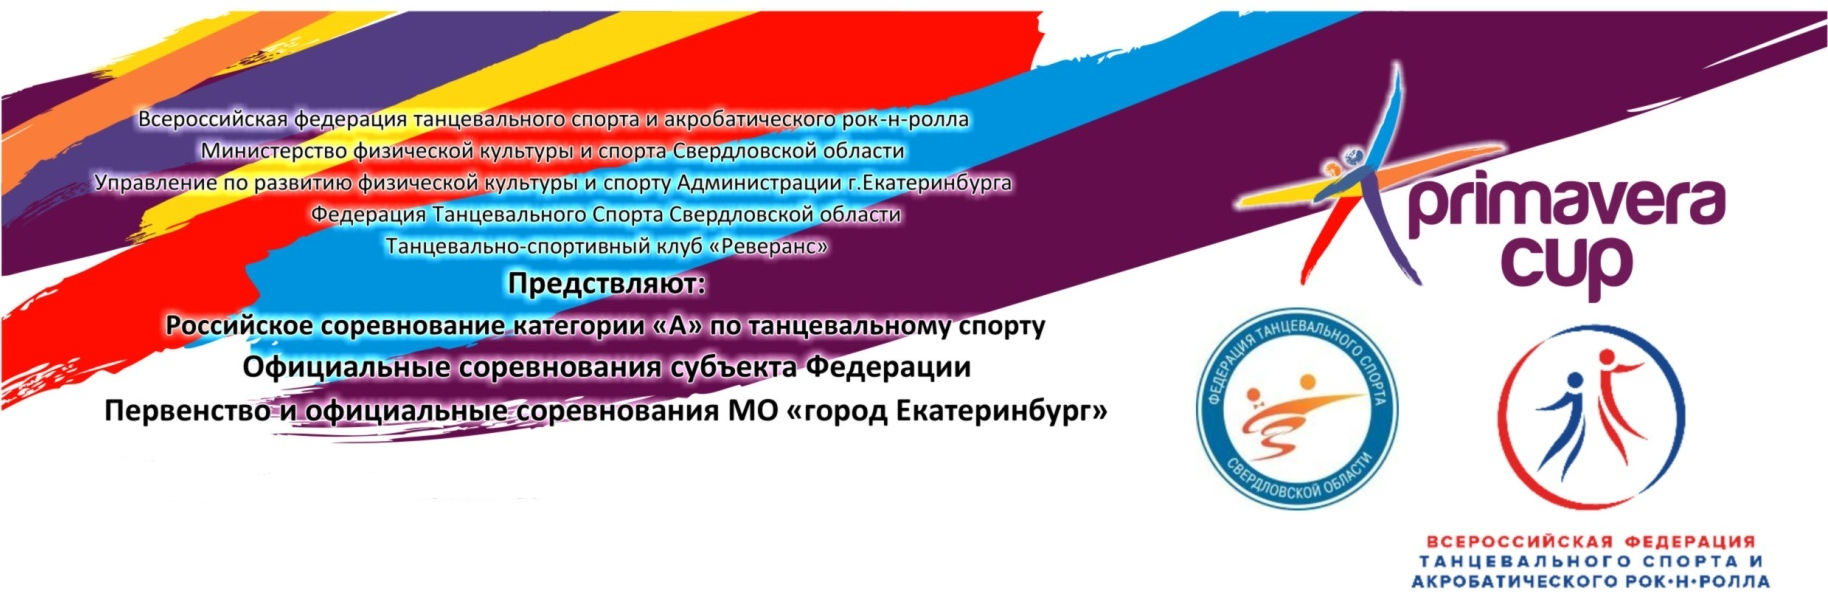 Всероссийская федерация танцевального спорта и акробатического рок-н-ролла
Министерство физической культуры и спорта Свердловской области
Управление по развитию физической культуры и спорту Администрации г.Екатеринбурга
Федерация Танцевального Спорта Свердловской области
Танцевально-спортивный клуб «Реверанс»
Предствляют:
Российское соревнование категории «А» по танцевальному спорту
Официальные соревнования субъекта Федерации
Первенство и официальные соревнования МО «город Екатеринбург»
primavera
cup
ФЕДЕРАЦИЯ ТАНЦЕВАЛЬНОГО СПОРТА
СВЕРДЛОВСКОЙ ОБЛАСТИ
ВСЕРОССИЙСКАЯ ФЕДЕРАЦИЯ
ТАНЦЕВАЛЬНОГО СПОРТА И
АКРОБАТИЧЕСКОГО РОК•Н•РОЛЛА